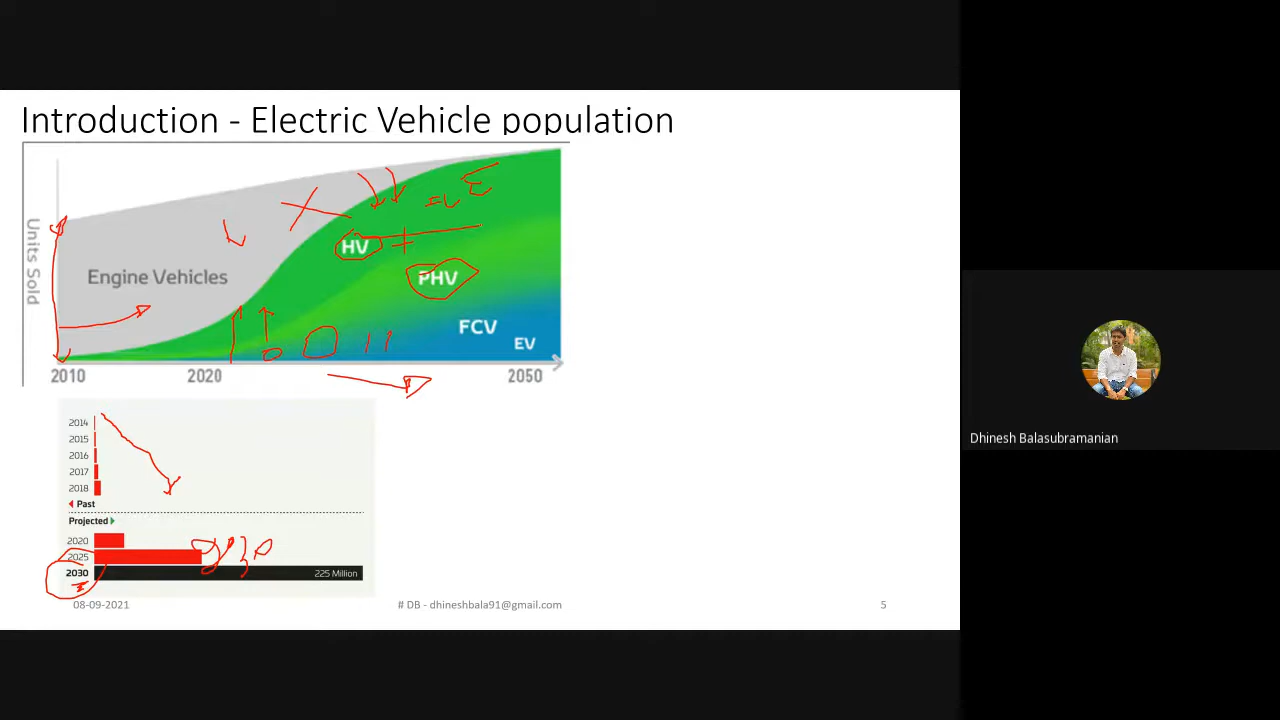 Introduction - Electric Vehicle population
Units Sold
Engine Vehicles
HV
PHV
FCV
EV
2010 2020 2050
2014
2015
2016
2017
2018
Past
Projected
2020
2025
2030 225 Million
08-09-2021 # DB - dhineshbala91@gmail.com 5
Dhinesh Balasubramanian